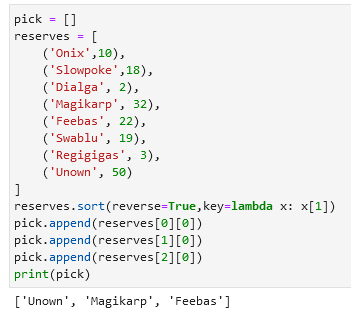 pick = []
reserves = [
    ('Onix',10),
    ('Slowpoke',18),
    ('Dialga', 2),
    ('Magikarp', 32),
    ('Feebas', 22),
    ('Swablu', 19),
    ('Regigigas', 3),
    ('Unown', 50)
]
reserves.sort(reverse=True,key=lambda x: x[1])
pick.append(reserves[0][0])
pick.append(reserves[1][0])
pick.append(reserves[2][0])
print(pick)
['Unown', 'Magikarp', 'Feebas']